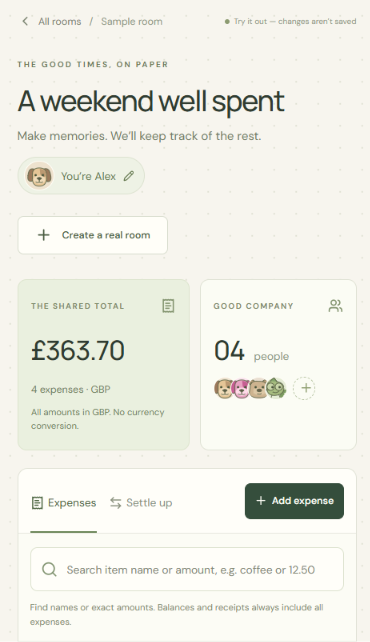 All rooms / Sample room
Try it out — changes aren't saved
THE GOOD TIMES, ON PAPER
A weekend well spent
Make memories. We'll keep track of the rest.
You're Alex
Create a real room
THE SHARED TOTAL
£363.70
4 expenses · GBP
All amounts in GBP. No currency
conversion.
GOOD COMPANY
04 people
Expenses
Settle up
Add expense
Search item name or amount, e.g. coffee or 12.50
Find names or exact amounts. Balances and receipts always include all
expenses.